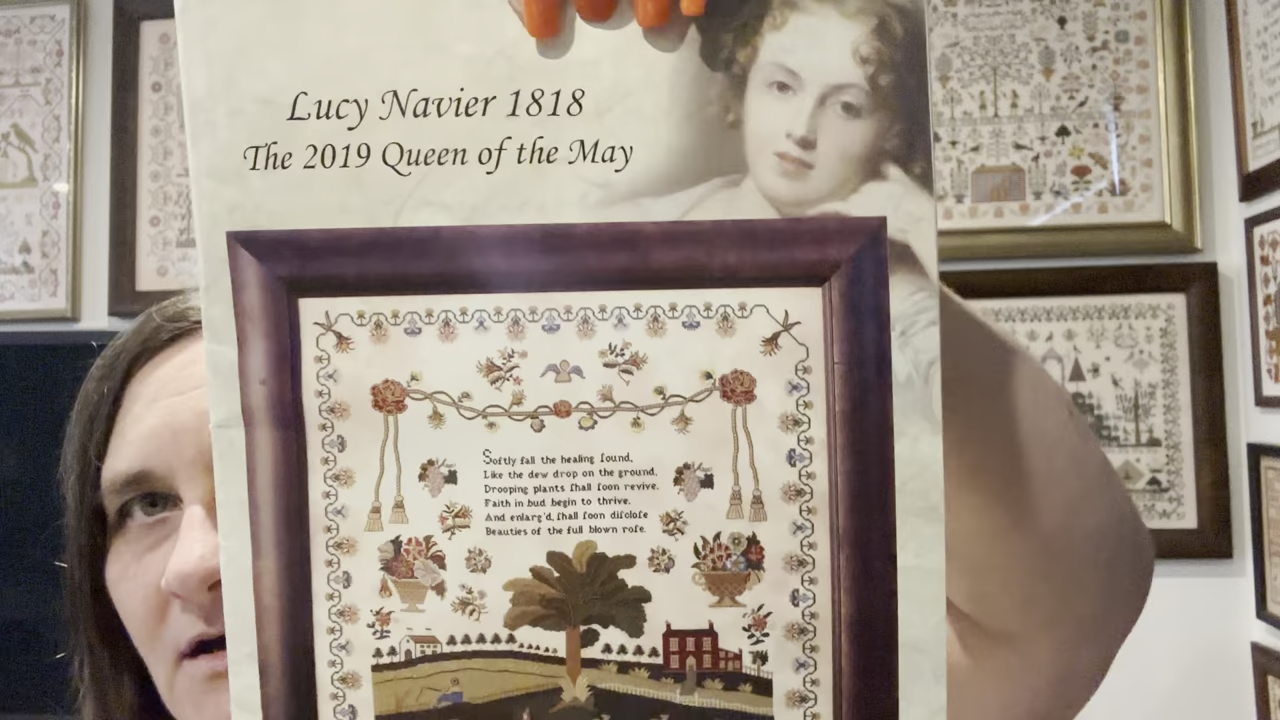 Lucy Navier 1818
The 2019 Queen of the May
Softly fall the healing ſound,
Like the dew drop on the ground,
Drooping plants ſhall ſoon revive,
Faith in bud begin to thrive.
And enlarg'd, ſhall ſoon diſcloſe
Beauties of the full blown roſe.